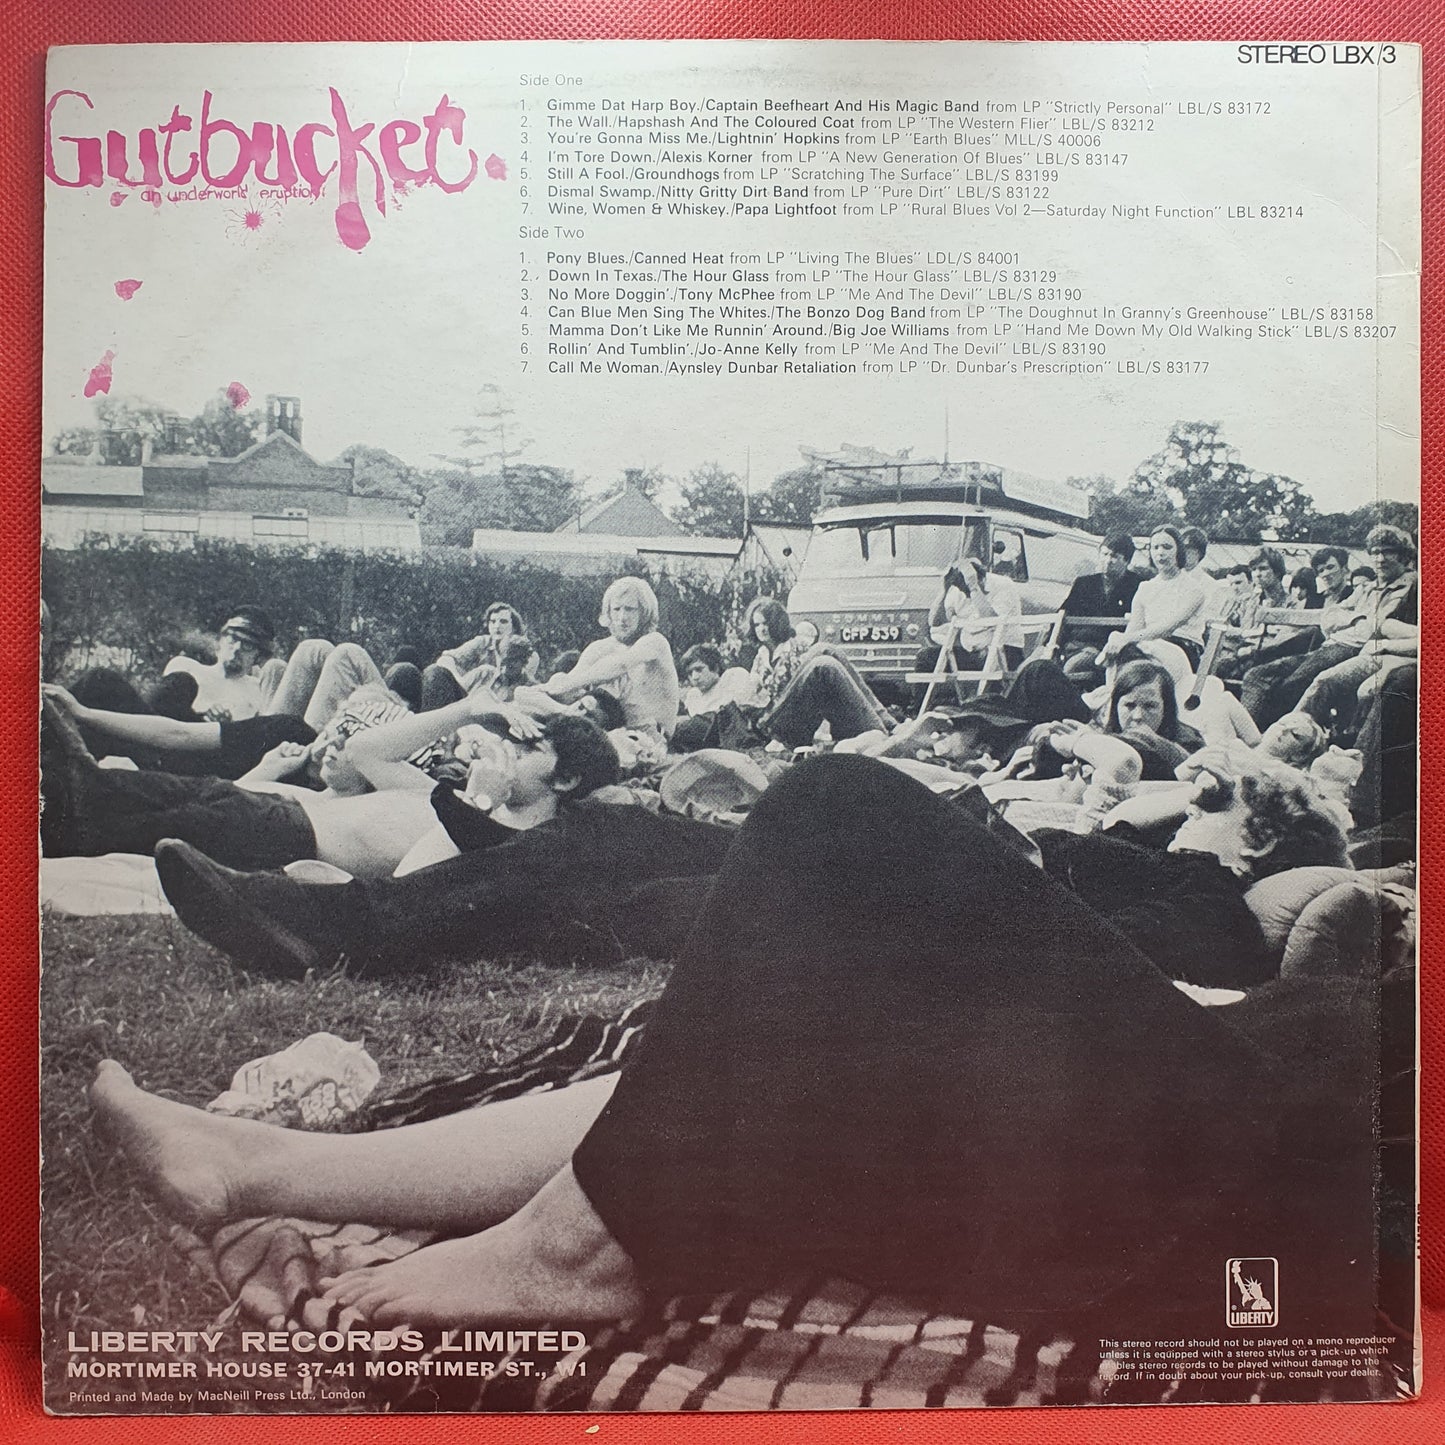 STEREO LBX/3
Gutbucket.
an underworld eruption
Side One
1. Gimme Dat Harp Boy./Captain Beefheart And His Magic Band from LP "Strictly Personal" LBL/S 83172
2. The Wall./Hapshash And The Coloured Coat from LP "The Western Flier" LBL/S 83212
3. You're Gonna Miss Me./Lightnin' Hopkins from LP "Earth Blues" MLL/S 40006
4. I'm Tore Down./Alexis Korner from LP "A New Generation Of Blues" LBL/S 83147
5. Still A Fool./Groundhogs from LP "Scratching The Surface" LBL/S 83199
6. Dismal Swamp./Nitty Gritty Dirt Band from LP "Pure Dirt" LBL/S 83122
7. Wine, Women & Whiskey./Papa Lightfoot from LP "Rural Blues Vol 2—Saturday Night Function" LBL 83214
Side Two
1. Pony Blues./Canned Heat from LP "Living The Blues" LDL/S 84001
2. Down In Texas./The Hour Glass from LP "The Hour Glass" LBL/S 83129
3. No More Doggin'./Tony McPhee from LP "Me And The Devil" LBL/S 83190
4. Can Blue Men Sing The Whites./The Bonzo Dog Band from LP "The Doughnut In Granny's Greenhouse" LBL/S 83158
5. Mamma Don't Like Me Runnin' Around./Big Joe Williams from LP "Hand Me Down My Old Walking Stick" LBL/S 83207
6. Rollin' And Tumblin'./Jo-Anne Kelly from LP "Me And The Devil" LBL/S 83190
7. Call Me Woman./Aynsley Dunbar Retaliation from LP "Dr. Dunbar's Prescription" LBL/S 83177
COMMER
CFP 539
LIBERTY
LIBERTY RECORDS LIMITED
MORTIMER HOUSE 37-41 MORTIMER ST., W1
Printed and Made by MacNeill Press Ltd., London
This stereo record should not be played on a mono reproducer
unless it is equipped with a stereo stylus or a pick-up which
enables stereo records to be played without damage to the
record. If in doubt about your pick-up, consult your dealer.